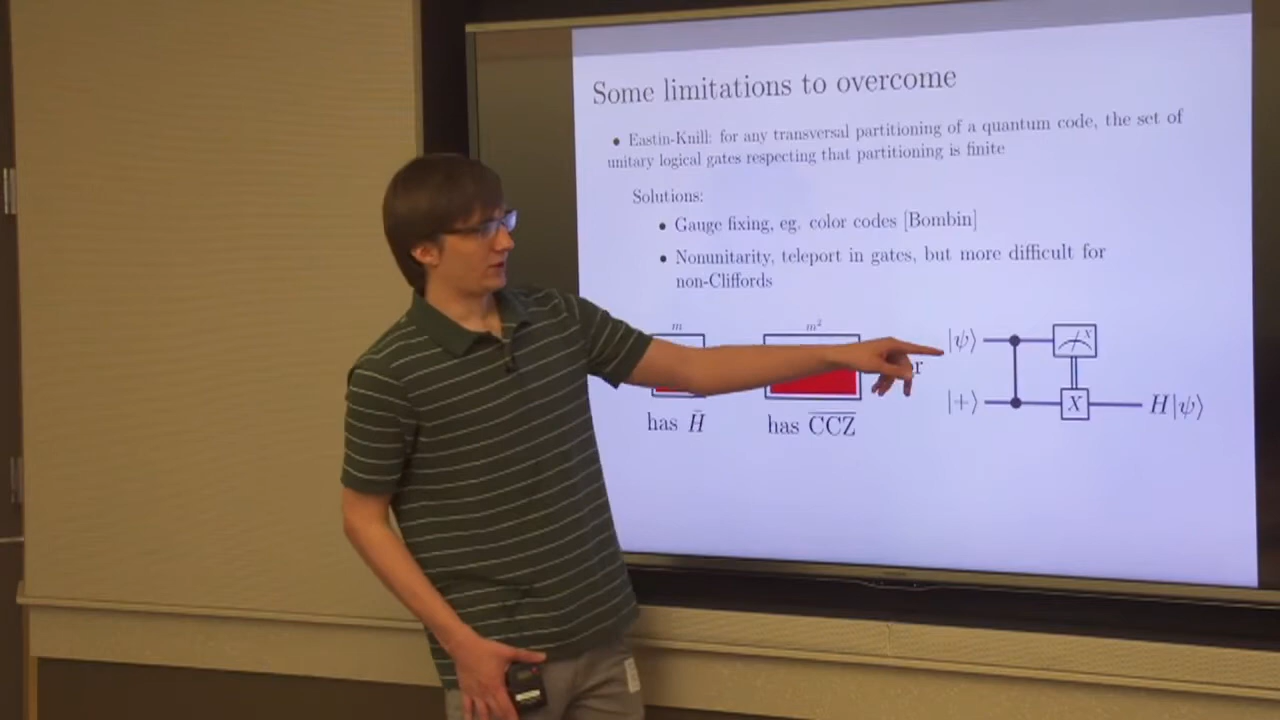 Some limitations to overcome
• Eastin-Knill: for any transversal partitioning of a quantum code, the set of
unitary logical gates respecting that partitioning is finite
Solutions:
• Gauge fixing, eg. color codes [Bombin]
• Nonunitarity, teleport in gates, but more difficult for
non-Cliffords
m m²
|ψ⟩ X
|+⟩ X H|ψ⟩
has H̄ has C̅C̅Z̅